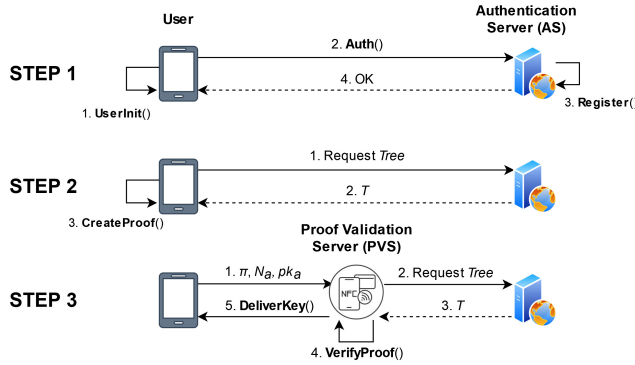 User
Authentication
Server (AS)
STEP 1
2. Auth()
4. OK
1. UserInit()
3. Register()
STEP 2
1. Request Tree
2. T
3. CreateProof()
Proof Validation
Server (PVS)
STEP 3
1. π, Nₐ, pkₐ
NFC
2. Request Tree
5. DeliverKey()
3. T
4. VerifyProof()